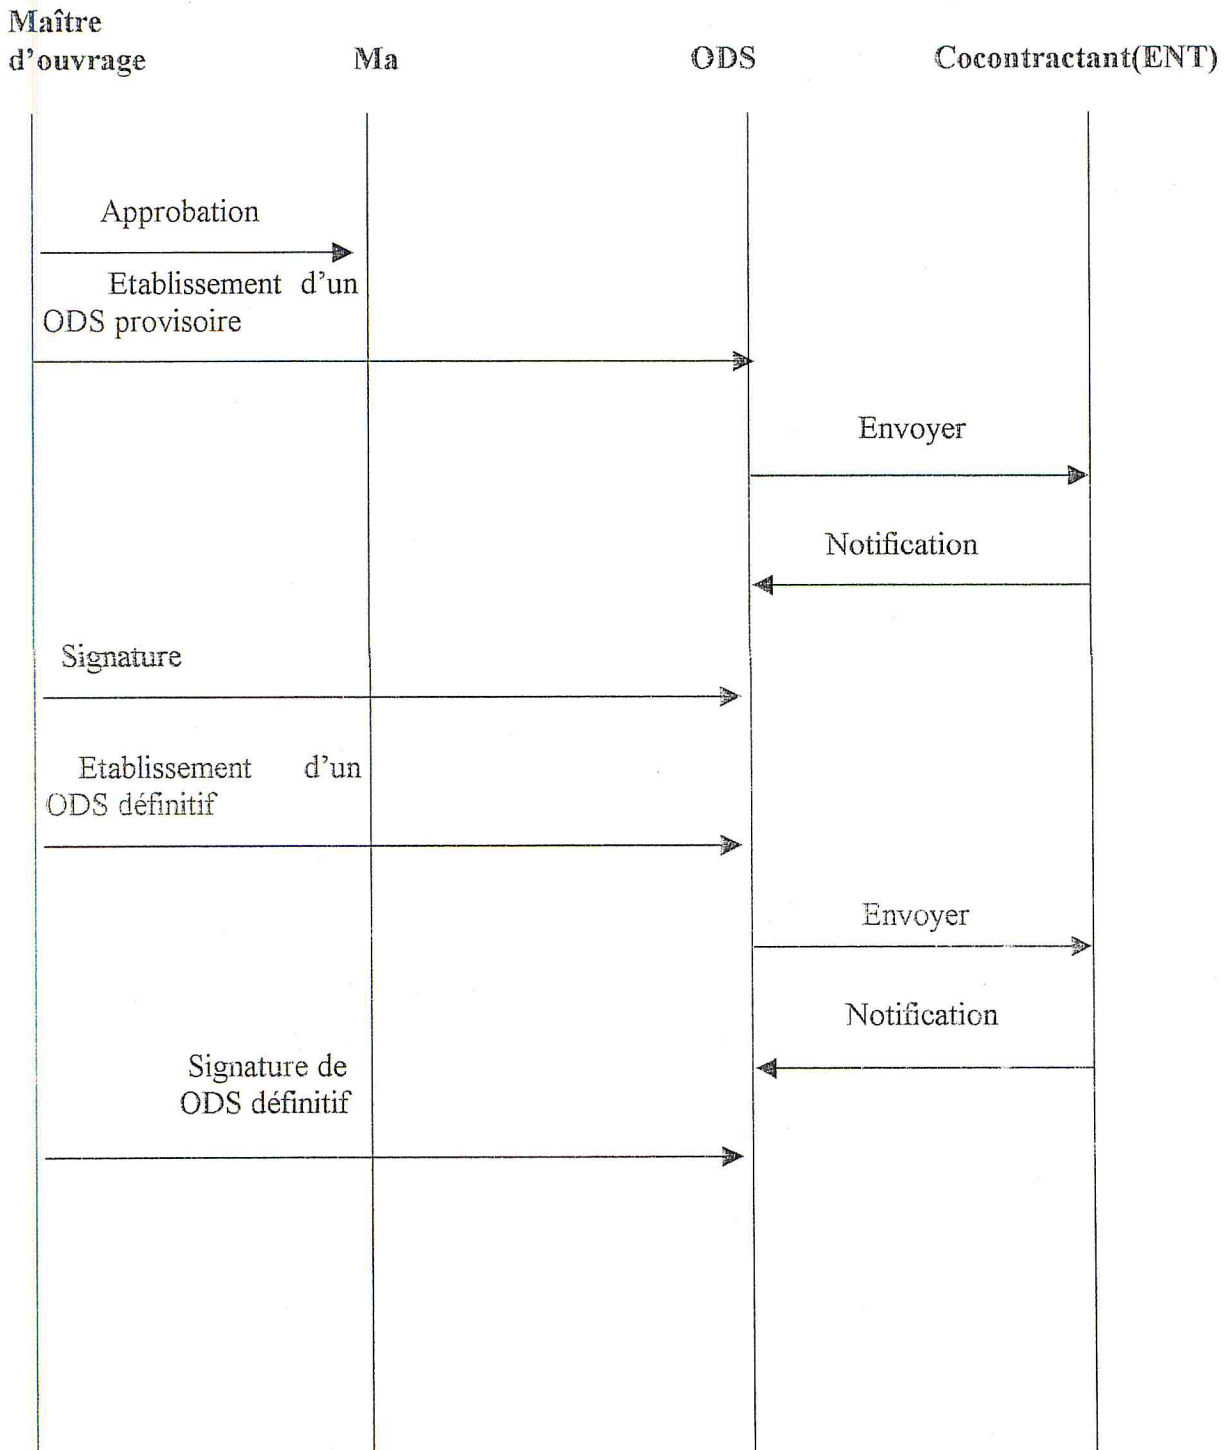 Maître
d'ouvrage
Ma
ODS
Cocontractant(ENT)
Approbation
Etablissement d'un
ODS provisoire
Envoyer
Notification
Signature
Etablissement d'un
ODS définitif
Envoyer
Notification
Signature de
ODS définitif